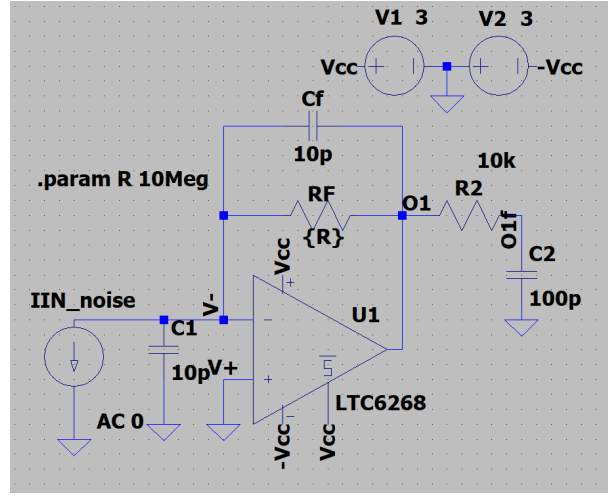 V1 3
V2 3
Vcc
-Vcc
Cf
10p
10k
.param R 10Meg
RF
R2
{R}
O1
O1f
Vcc
C2
100p
IIN_noise
V-
C1
U1
10p
V+
LTC6268
AC 0
-Vcc
Vcc